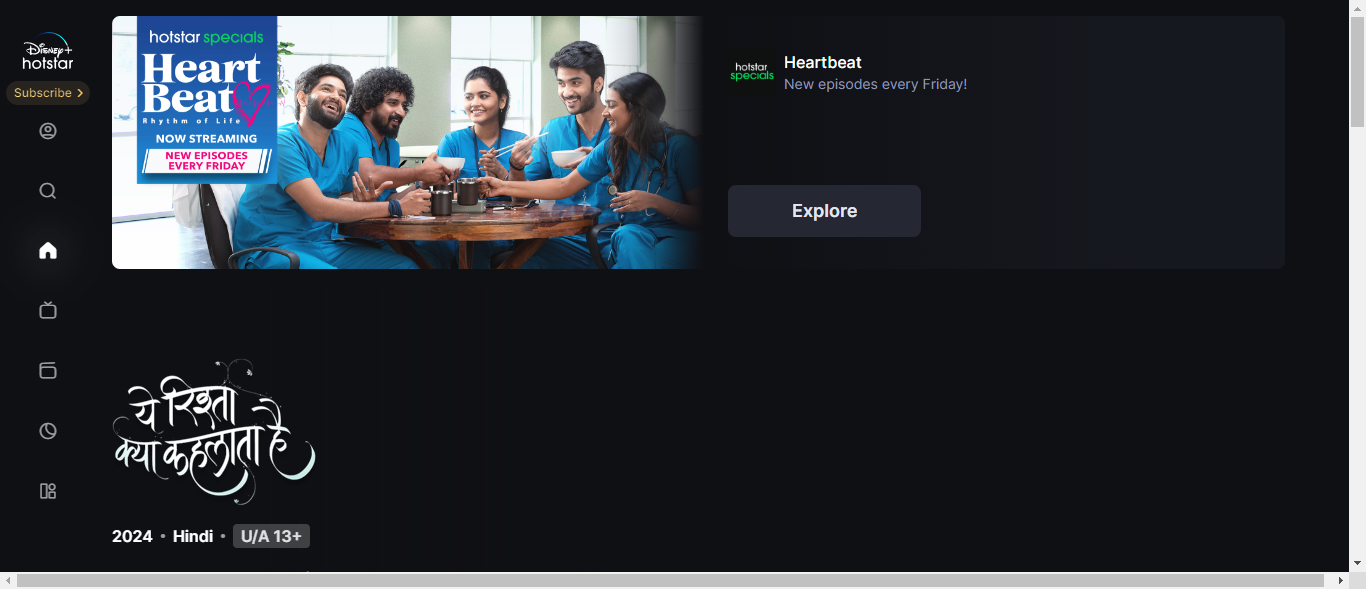 Disney+
hotstar
Subscribe
hotstar specials
Heart
Beat
Rhythm of Life
NOW STREAMING
NEW EPISODES
EVERY FRIDAY
hotstar
specials
Heartbeat
New episodes every Friday!
Explore
ये रिश्ता
क्या कहलाता है
2024 • Hindi • U/A 13+